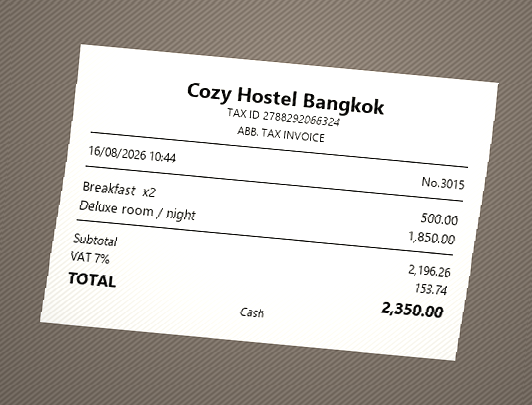 Cozy Hostel Bangkok
TAX ID 2788292066324
ABB. TAX INVOICE
16/08/2026 10:44 No.3015
Breakfast x2 500.00
Deluxe room / night 1,850.00
Subtotal 2,196.26
VAT 7% 153.74
TOTAL 2,350.00
Cash